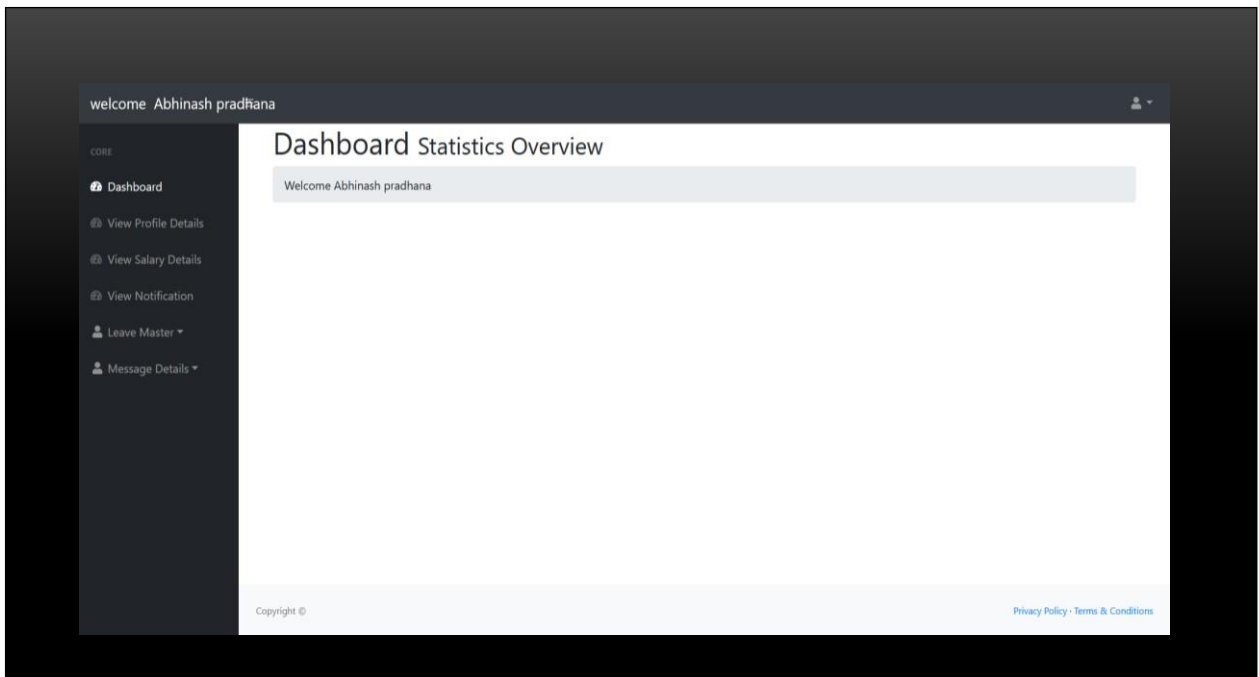 welcome Abhinash pradhana
CORE
Dashboard
View Profile Details
View Salary Details
View Notification
Leave Master
Message Details
Dashboard Statistics Overview
Welcome Abhinash pradhana
Copyright ©
Privacy Policy · Terms & Conditions